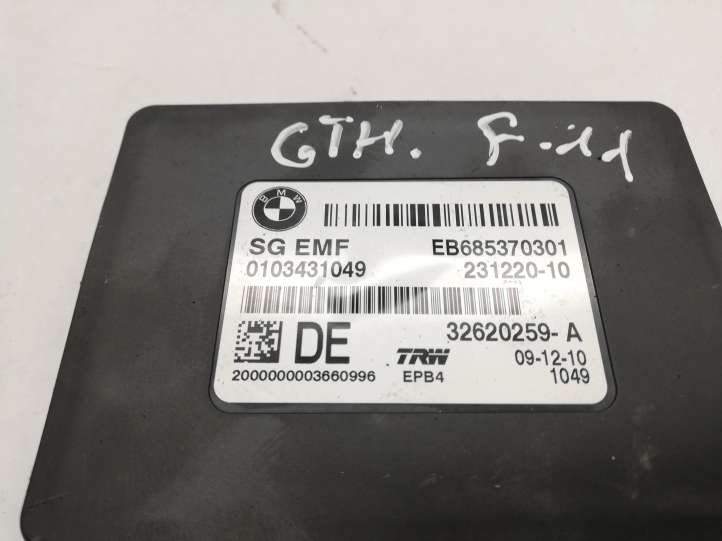 GTH. F-11
BMW
SG EMF EB685370301
0103431049 231220-10
32620259-A
DE TRW 09-12-10
2000000003660996 EPB4 1049